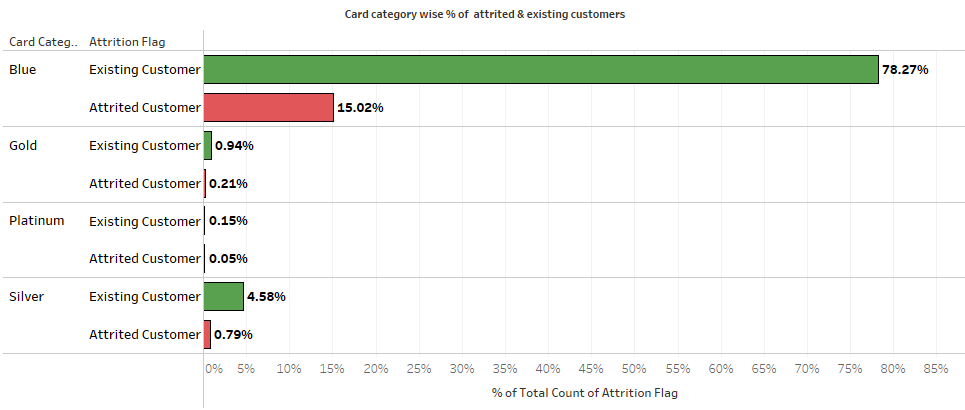 Card category wise % of  attrited & existing customers
Card Categ.. Attrition Flag
Blue Existing Customer 78.27%
Attrited Customer 15.02%
Gold Existing Customer 0.94%
Attrited Customer 0.21%
Platinum Existing Customer 0.15%
Attrited Customer 0.05%
Silver Existing Customer 4.58%
Attrited Customer 0.79%
0% 5% 10% 15% 20% 25% 30% 35% 40% 45% 50% 55% 60% 65% 70% 75% 80% 85%
% of Total Count of Attrition Flag